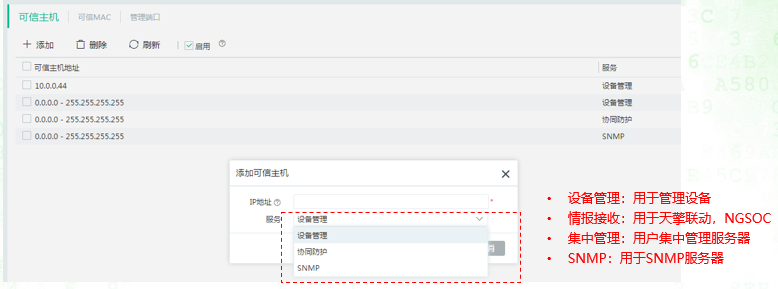 可信主机 可信MAC 管理端口
添加 删除 刷新 启用
可信主机地址 服务
10.0.0.44 设备管理
0.0.0.0 - 255.255.255.255 设备管理
0.0.0.0 - 255.255.255.255 协同防护
0.0.0.0 - 255.255.255.255 SNMP
添加可信主机
IP地址 *
服务 设备管理
设备管理
协同防护
SNMP
• 设备管理：用于管理设备
• 情报接收：用于天擎联动，NGSOC
• 集中管理：用户集中管理服务器
• SNMP：用于SNMP服务器